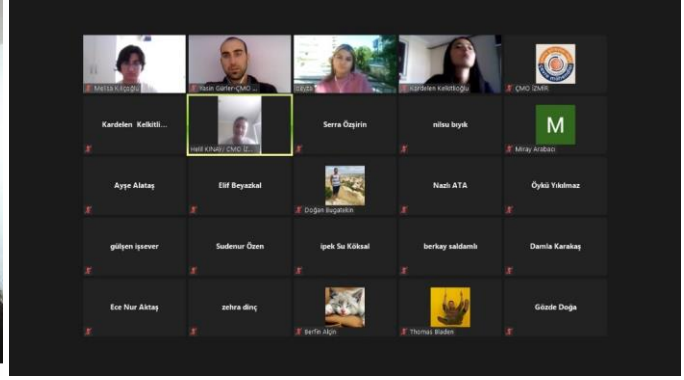 Melisa Kılıçoğlu
Yasin Gürler-ÇMO ...
Kardelen Kelkitlioğlu
ÇMO İZMİR
Kardelen Kelkitli...
Halil KINAY/ ÇMO İZ...
Serra Özşirin
nilsu bıyık
M
Miray Arabacı
Ayşe Alataş
Elif Beyazkal
Doğan Bugatekin
Nazlı ATA
Öykü Yıkılmaz
gülşen işsever
Sudenur Özen
ipek Su Köksal
berkay saldamlı
Damla Karakaş
Ece Nur Aktaş
zehra dinç
Berfin Alçin
Thomas Bladen
Gözde Doğa